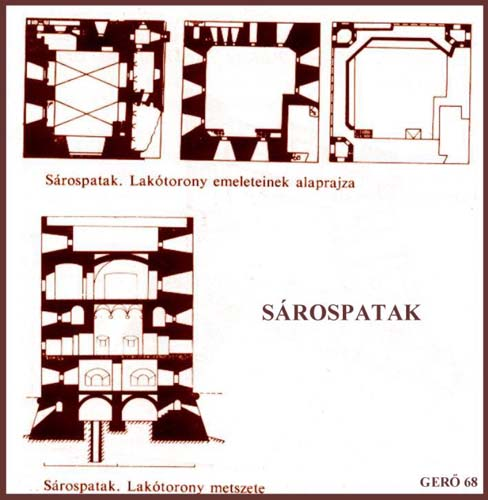 Sárospatak. Lakótorony emeleteinek alaprajza
SÁROSPATAK
Sárospatak. Lakótorony metszete
GERŐ 68